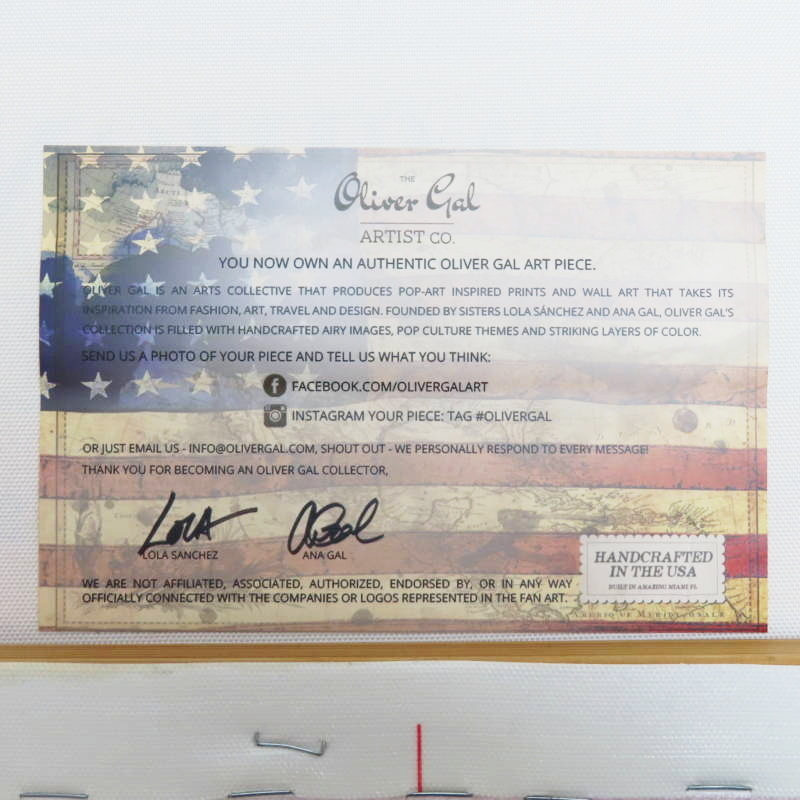 THE
Oliver Gal
ARTIST CO.
YOU NOW OWN AN AUTHENTIC OLIVER GAL ART PIECE.
OLIVER GAL IS AN ARTS COLLECTIVE THAT PRODUCES POP-ART INSPIRED PRINTS AND WALL ART THAT TAKES ITS
INSPIRATION FROM FASHION, ART, TRAVEL AND DESIGN. FOUNDED BY SISTERS LOLA SÁNCHEZ AND ANA GAL, OLIVER GAL'S
COLLECTION IS FILLED WITH HANDCRAFTED AIRY IMAGES, POP CULTURE THEMES AND STRIKING LAYERS OF COLOR.
SEND US A PHOTO OF YOUR PIECE AND TELL US WHAT YOU THINK:
FACEBOOK.COM/OLIVERGALART
INSTAGRAM YOUR PIECE: TAG #OLIVERGAL
OR JUST EMAIL US - INFO@OLIVERGAL.COM, SHOUT OUT - WE PERSONALLY RESPOND TO EVERY MESSAGE!
THANK YOU FOR BECOMING AN OLIVER GAL COLLECTOR,
LOLA
LOLA SANCHEZ
ANA GAL
WE ARE NOT AFFILIATED, ASSOCIATED, AUTHORIZED, ENDORSED BY, OR IN ANY WAY
OFFICIALLY CONNECTED WITH THE COMPANIES OR LOGOS REPRESENTED IN THE FAN ART.
HANDCRAFTED
IN THE USA
BUILT IN AMAZING MIAMI FL